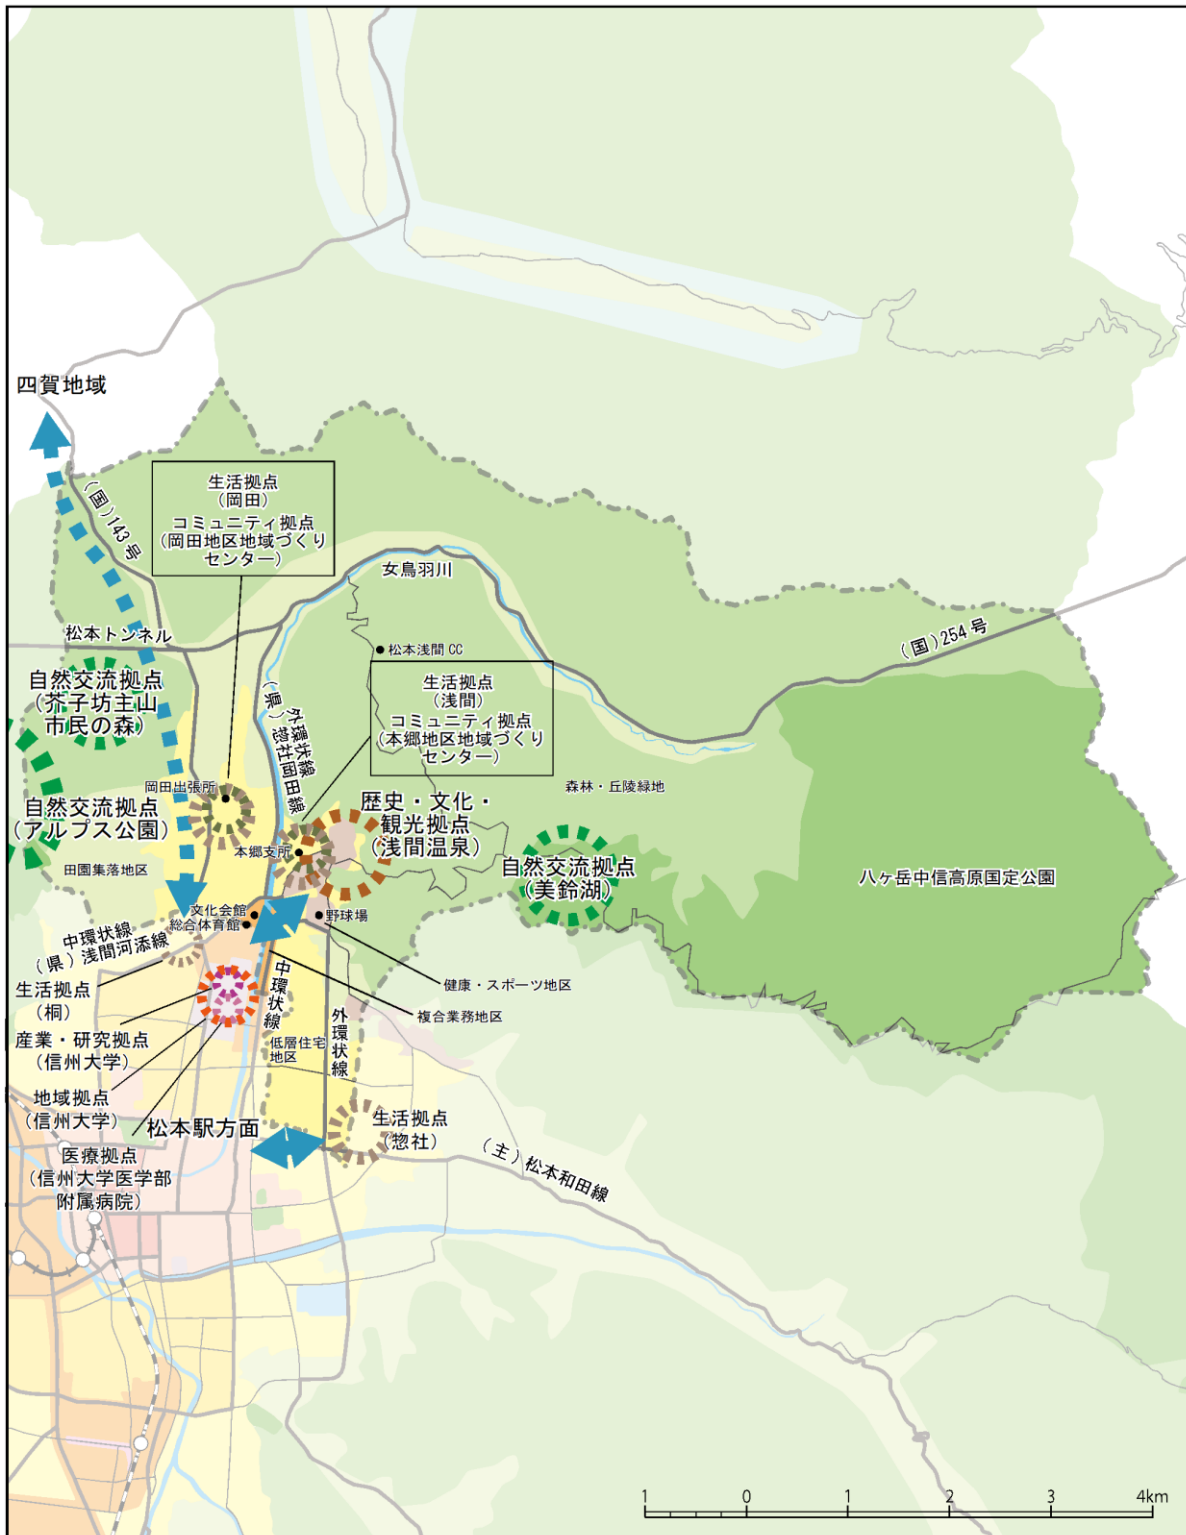 四賀地域
(国)143号
生活拠点
(岡田)
コミュニティ拠点
(岡田地区地域づくり
センター)
女鳥羽川
松本トンネル
松本浅間CC
(国)254号
自然交流拠点
(芥子坊主山
市民の森)
生活拠点
(浅間)
コミュニティ拠点
(本郷地区地域づくり
センター)
外環状線
(県)惣社岡田線
岡田出張所
森林・丘陵緑地
自然交流拠点
(アルプス公園)
歴史・文化・
観光拠点
(浅間温泉)
本郷支所
田園集落地区
自然交流拠点
(美鈴湖)
八ヶ岳中信高原国定公園
文化会館
総合体育館
野球場
中環状線
(県)浅間河添線
生活拠点
(桐)
健康・スポーツ地区
中環状線
複合業務地区
外環状線
産業・研究拠点
(信州大学)
低層住宅
地区
地域拠点
(信州大学)
松本駅方面
生活拠点
(惣社)
医療拠点
(信州大学医学部
附属病院)
(主)松本和田線
1 0 1 2 3 4km